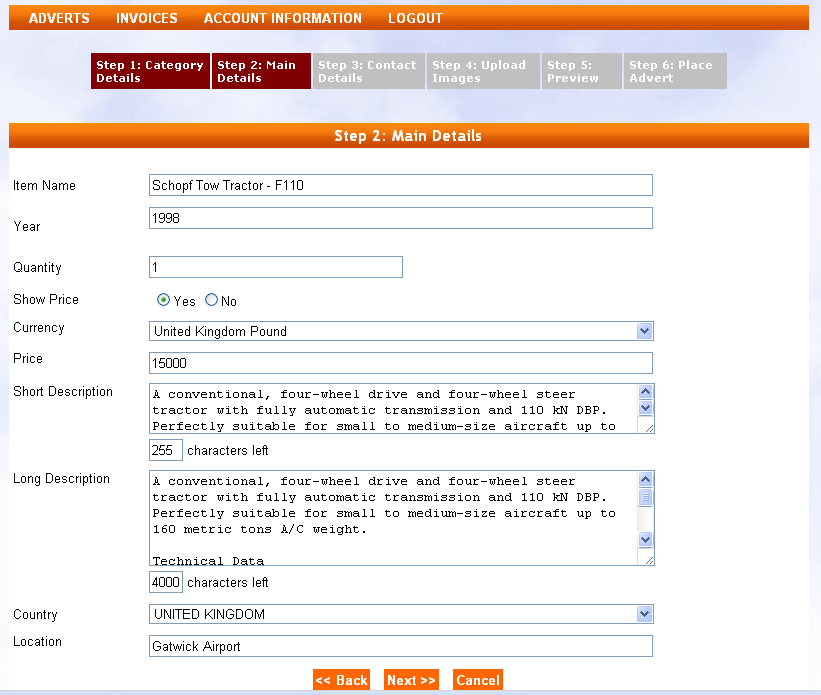 ADVERTS INVOICES ACCOUNT INFORMATION LOGOUT
Step 1: Category Details
Step 2: Main Details
Step 3: Contact Details
Step 4: Upload Images
Step 5: Preview
Step 6: Place Advert
Step 2: Main Details
Item Name Schopf Tow Tractor - F110
Year 1998
Quantity 1
Show Price Yes No
Currency United Kingdom Pound
Price 15000
Short Description A conventional, four-wheel drive and four-wheel steer
tractor with fully automatic transmission and 110 kN DBP.
Perfectly suitable for small to medium-size aircraft up to
255 characters left
Long Description A conventional, four-wheel drive and four-wheel steer
tractor with fully automatic transmission and 110 kN DBP.
Perfectly suitable for small to medium-size aircraft up to
160 metric tons A/C weight.
Technical Data
4000 characters left
Country UNITED KINGDOM
Location Gatwick Airport
<< Back Next >> Cancel